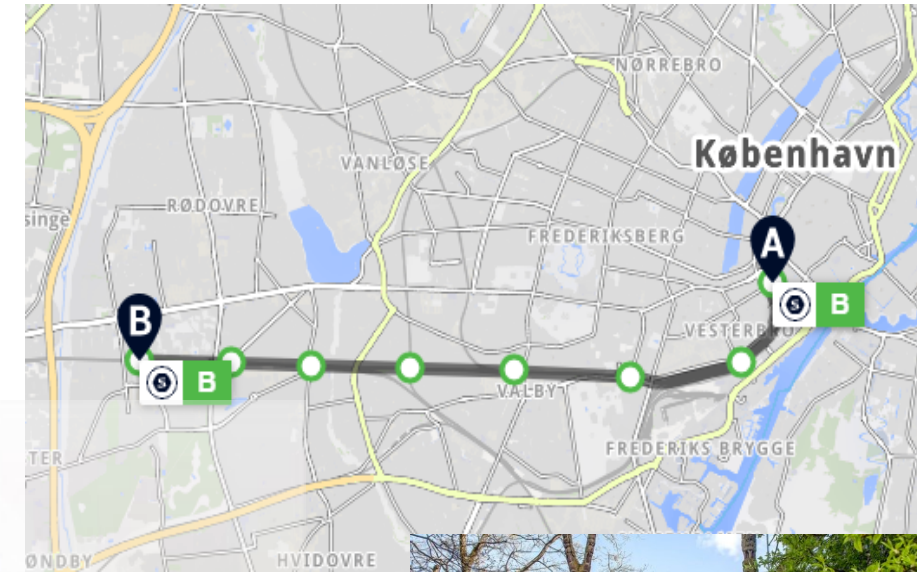 NØRREBRO
København
VANLØSE
RØDOVRE
singe
FREDERIKSBERG
A
S B
B
VESTERBRO
S B
VALBY
FREDERIKS BRYGGE
TER
ØNDBY
HVIDOVRE